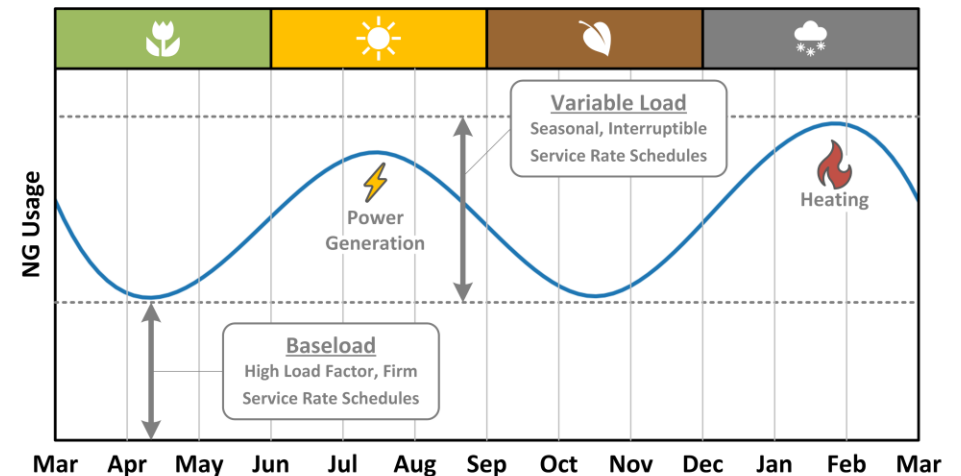 Variable Load
Seasonal, Interruptible
Service Rate Schedules
NG Usage
Power
Generation
Heating
Baseload
High Load Factor, Firm
Service Rate Schedules
Mar Apr May Jun Jul Aug Sep Oct Nov Dec Jan Feb Mar